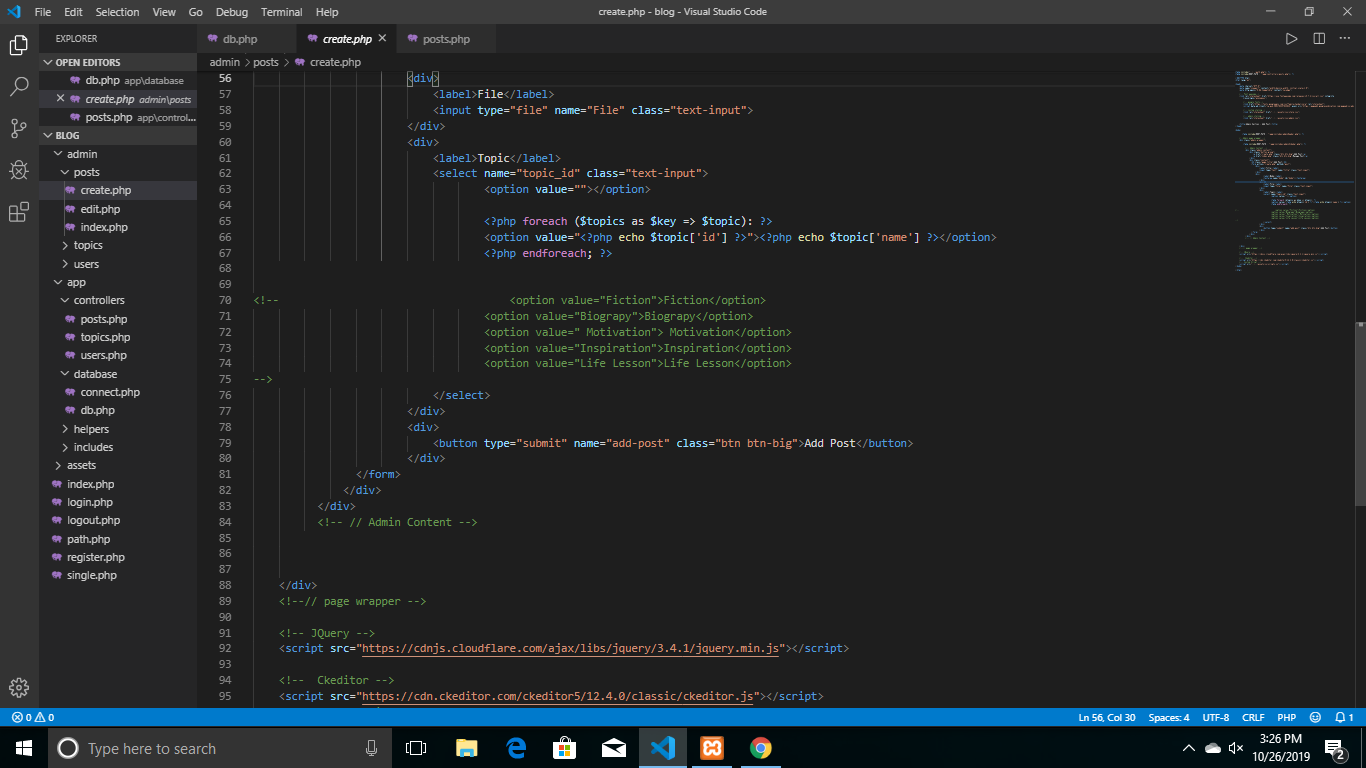 File Edit Selection View Go Debug Terminal Help create.php - blog - Visual Studio Code
EXPLORER
OPEN EDITORS
db.php app\database
create.php admin\posts
posts.php app\control...
BLOG
admin
posts
create.php
edit.php
index.php
topics
users
app
controllers
posts.php
topics.php
users.php
database
connect.php
db.php
helpers
includes
assets
index.php
login.php
logout.php
path.php
register.php
single.php
db.php create.php posts.php
admin > posts > create.php
56 <div>
57 <label>File</label>
58 <input type="file" name="File" class="text-input">
59 </div>
60 <div>
61 <label>Topic</label>
62 <select name="topic_id" class="text-input">
63 <option value=""></option>
64
65 <?php foreach ($topics as $key => $topic): ?>
66 <option value="<?php echo $topic['id'] ?>"><?php echo $topic['name'] ?></option>
67 <?php endforeach; ?>
68
69
70 <!-- <option value="Fiction">Fiction</option>
71 <option value="Biograpy">Biograpy</option>
72 <option value=" Motivation"> Motivation</option>
73 <option value="Inspiration">Inspiration</option>
74 <option value="Life Lesson">Life Lesson</option>
75 -->
76 </select>
77 </div>
78 <div>
79 <button type="submit" name="add-post" class="btn btn-big">Add Post</button>
80 </div>
81 </form>
82 </div>
83 </div>
84 <!-- // Admin Content -->
85
86
87
88 </div>
89 <!--// page wrapper -->
90
91 <!-- JQuery -->
92 <script src="https://cdnjs.cloudflare.com/ajax/libs/jquery/3.4.1/jquery.min.js"></script>
93
94 <!--  Ckeditor -->
95 <script src="https://cdn.ckeditor.com/ckeditor5/12.4.0/classic/ckeditor.js"></script>
0 0 Ln 56, Col 30 Spaces: 4 UTF-8 CRLF PHP 1
Type here to search
3:26 PM
10/26/2019
2